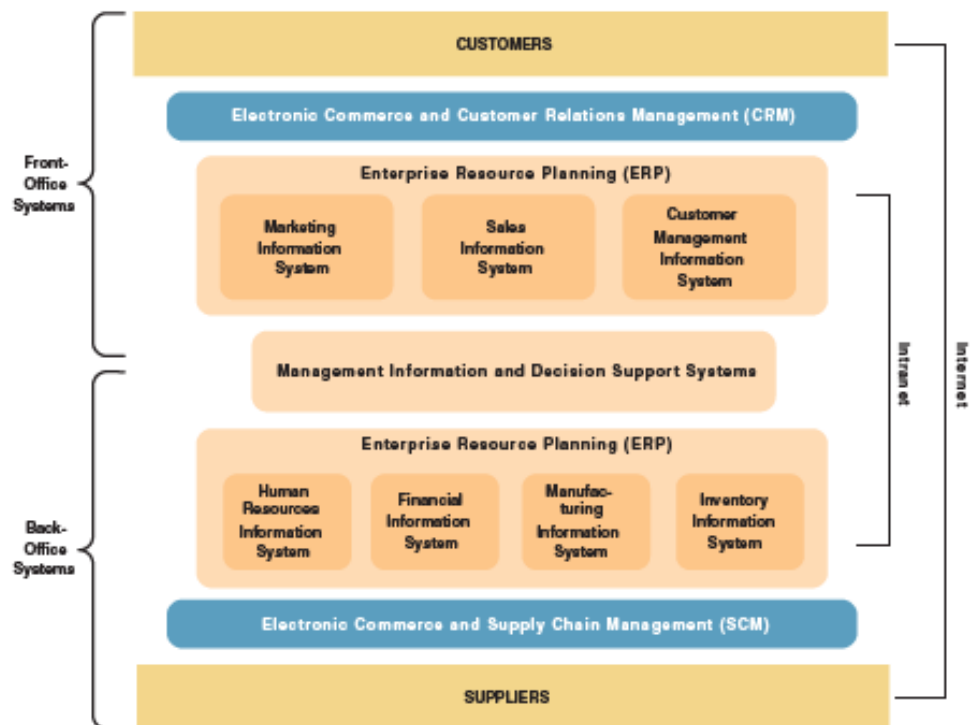 CUSTOMERS
Electronic Commerce and Customer Relations Management (CRM)
Front-
Office
Systems
Enterprise Resource Planning (ERP)
Marketing
Information
System
Sales
Information
System
Customer
Management
Information
System
Management Information and Decision Support Systems
Intranet
Internet
Enterprise Resource Planning (ERP)
Human
Resources
Information
System
Financial
Information
System
Manufac-
turing
Information
System
Inventory
Information
System
Back-
Office
Systems
Electronic Commerce and Supply Chain Management (SCM)
SUPPLIERS